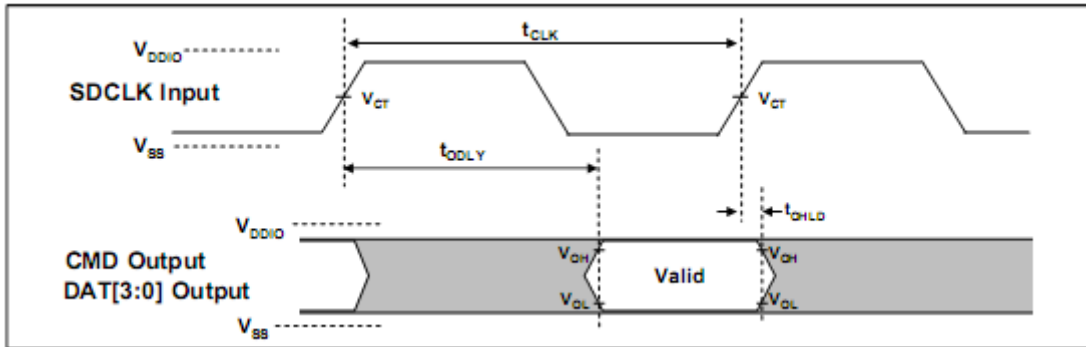 tCLK
VDDIO
SDCLK Input
VCT
VCT
VSS
tODLY
tOHLD
VDDIO
CMD Output
DAT[3:0] Output
VOH
VOH
Valid
VOL
VOL
VSS